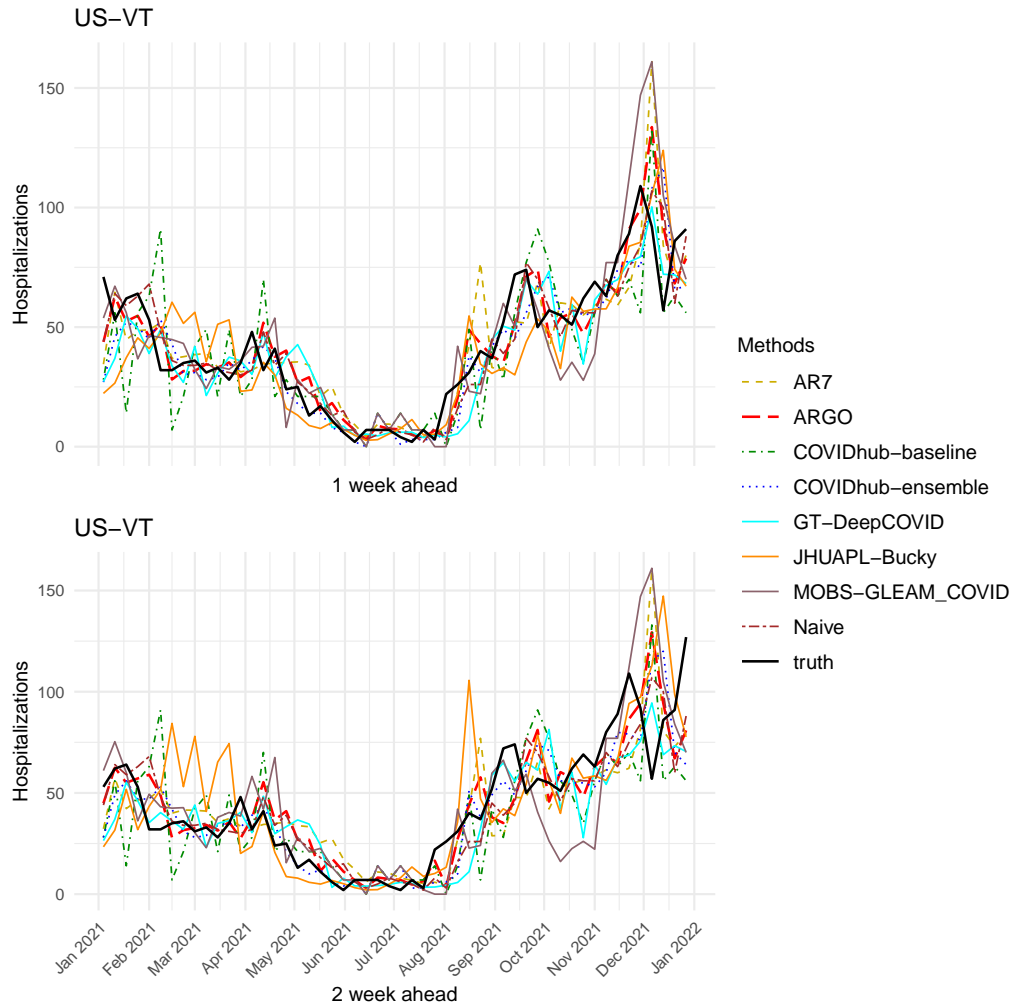 US−VT
150
100
50
0
Hospitalizations
1 week ahead
US−VT
150
100
50
0
Hospitalizations
Jan 2021
Feb 2021
Mar 2021
Apr 2021
May 2021
Jun 2021
Jul 2021
Aug 2021
Sep 2021
Oct 2021
Nov 2021
Dec 2021
Jan 2022
2 week ahead
Methods
AR7
ARGO
COVIDhub−baseline
COVIDhub−ensemble
GT−DeepCOVID
JHUAPL−Bucky
MOBS−GLEAM_COVID
Naive
truth